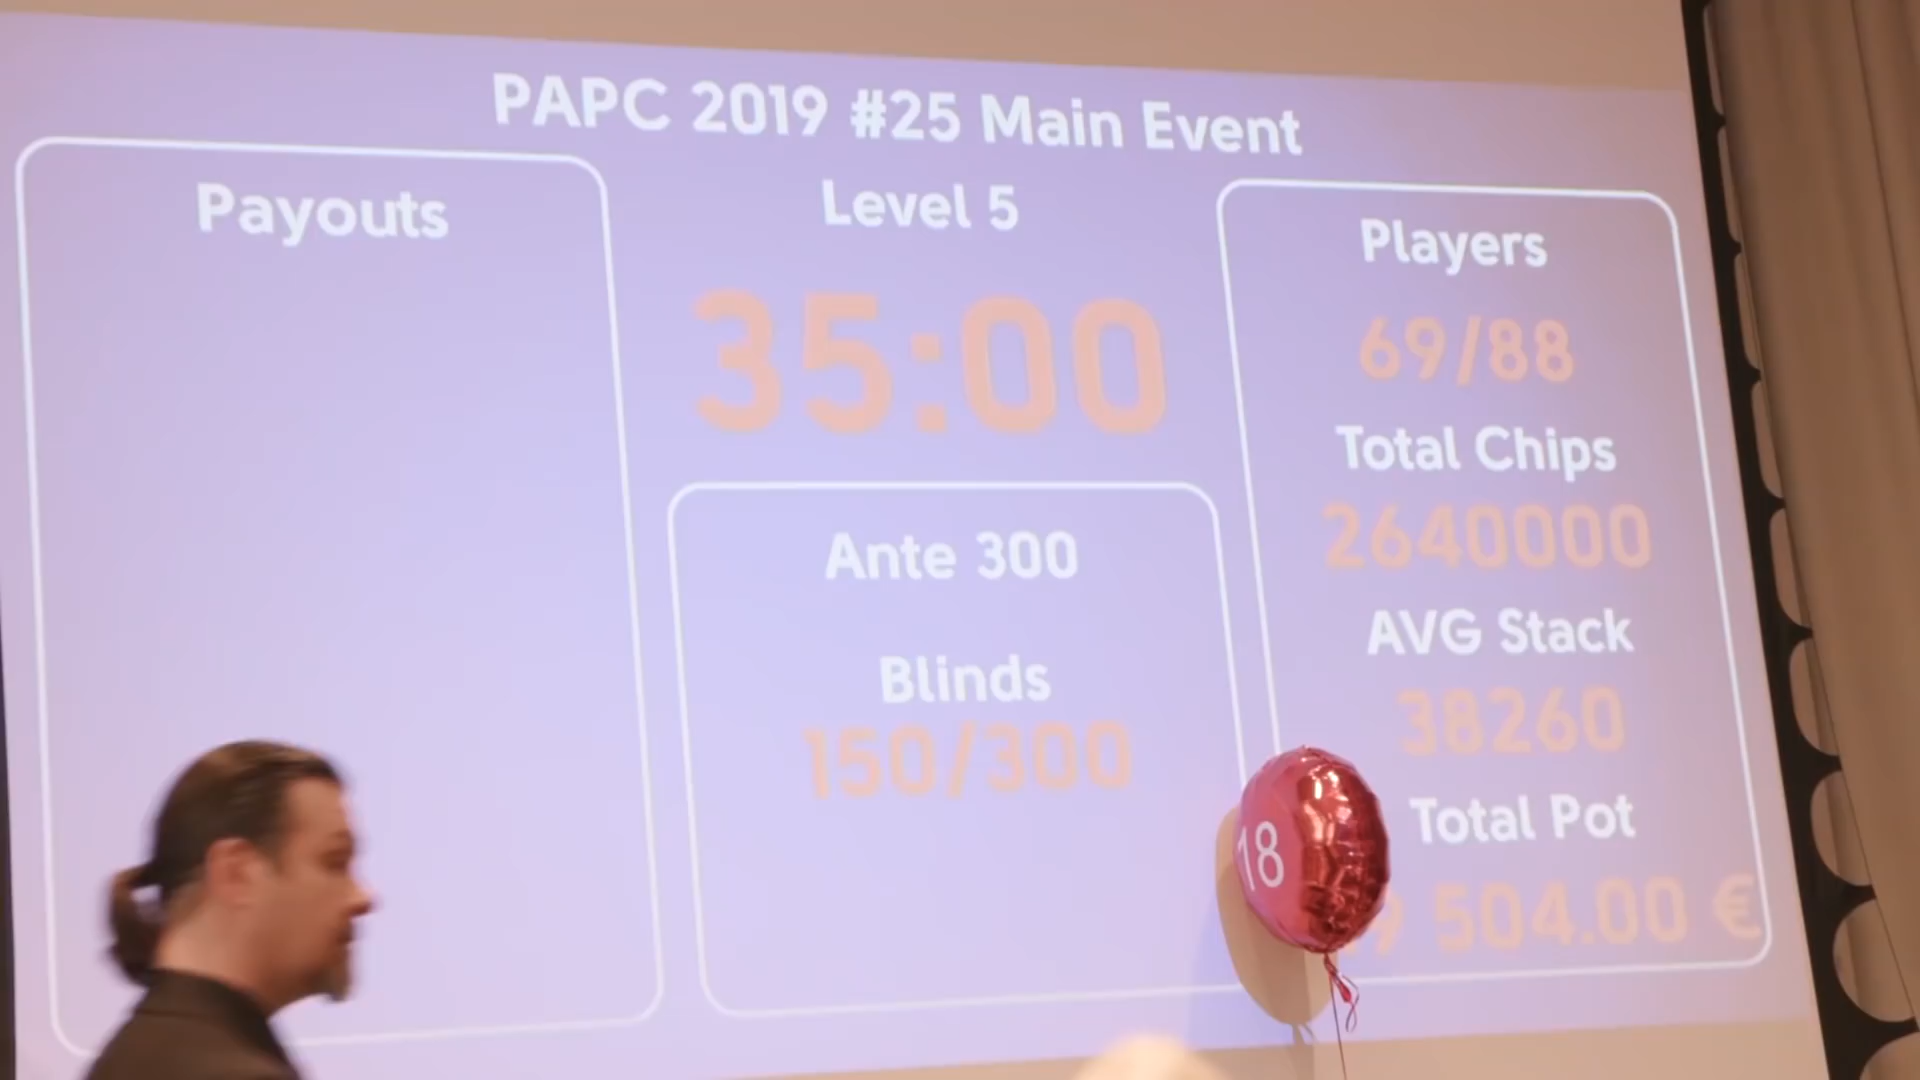 PAPC 2019 #25 Main Event
Payouts
Level 5
35:00
Ante 300
Blinds
150/300
Players
69/88
Total Chips
2640000
AVG Stack
38260
Total Pot
9 504.00 €
18